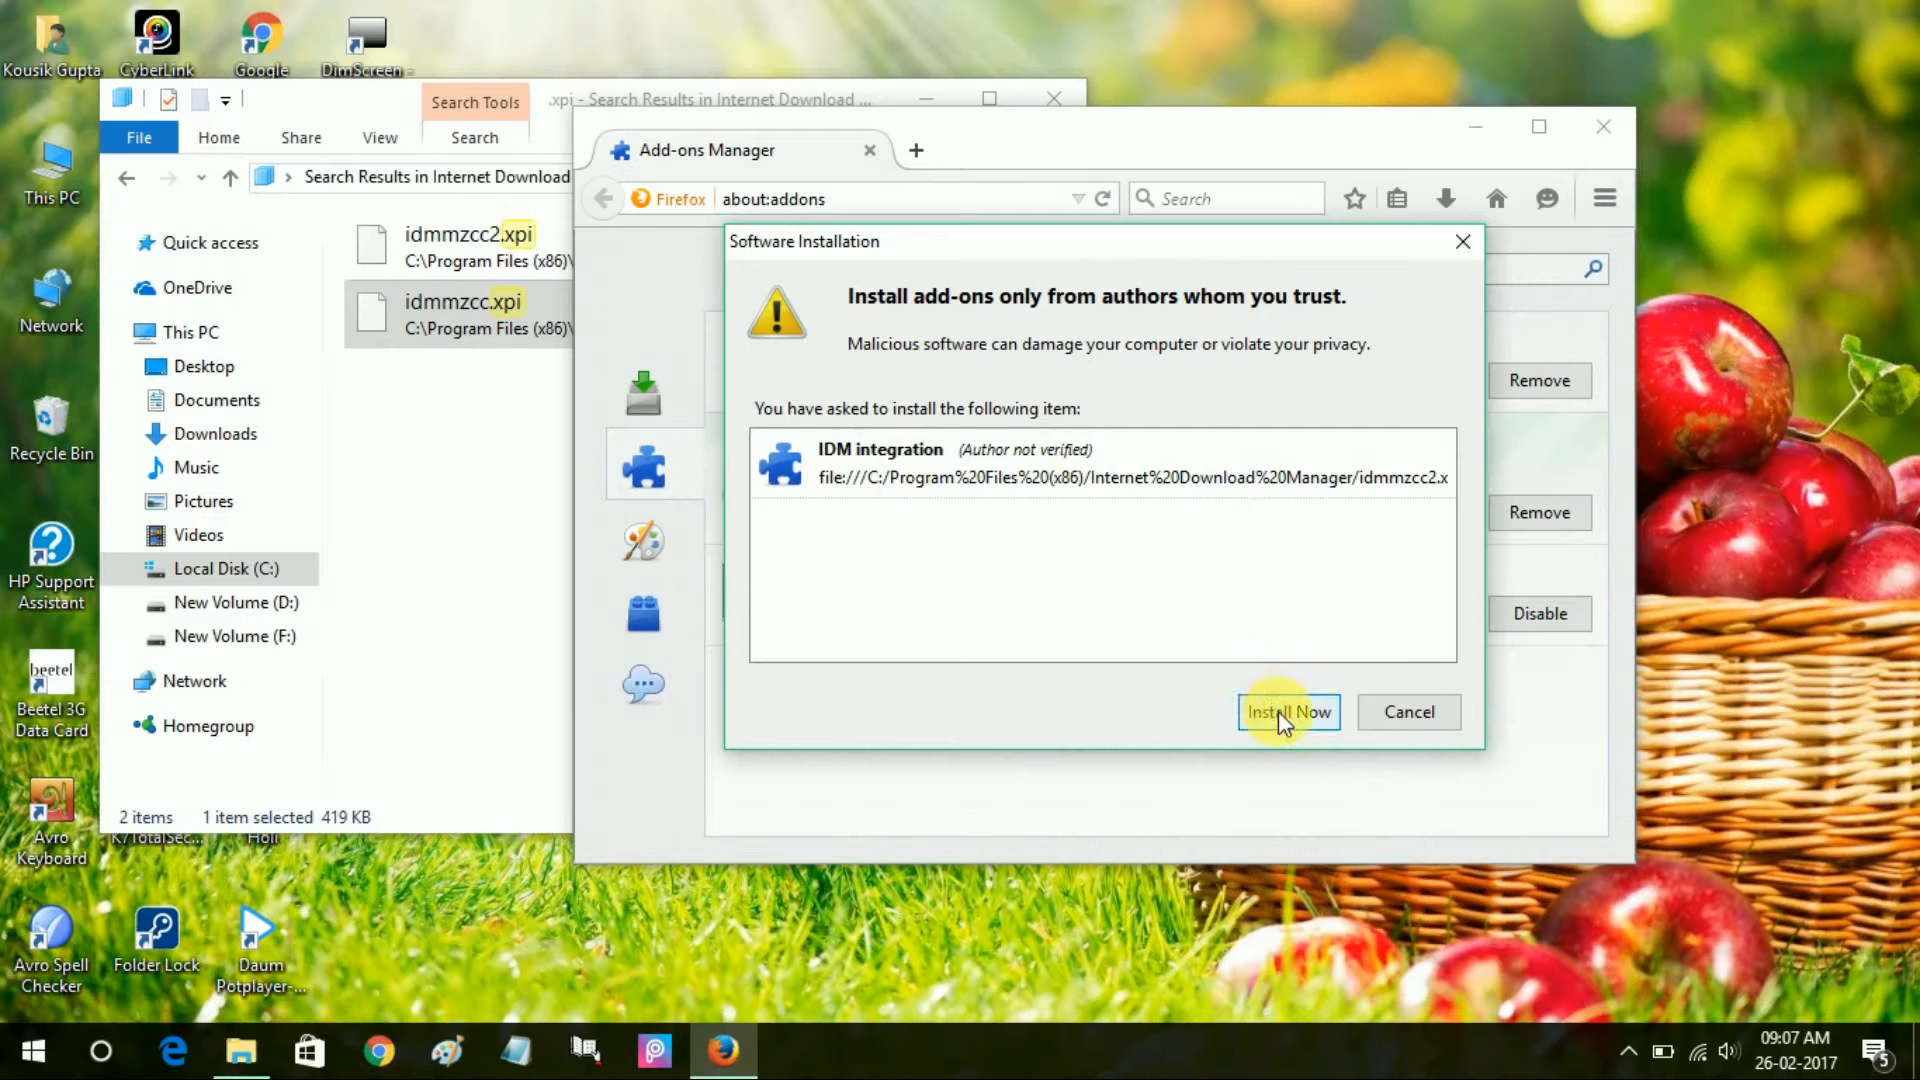 Kousik Gupta
CyberLink
Google
DimScreen -
This PC
Network
Recycle Bin
HP Support
Assistant
beetel
Beetel 3G
Data Card
Avro
Keyboard
K7TotalSec...
Holi
Avro Spell
Checker
Folder Lock
Daum
Potplayer-...
Search Tools
.xpi - Search Results in Internet Download ...
File
Home
Share
View
Search
Search Results in Internet Download
Quick access
OneDrive
This PC
Desktop
Documents
Downloads
Music
Pictures
Videos
Local Disk (C:)
New Volume (D:)
New Volume (F:)
Network
Homegroup
idmmzcc2.xpi
C:\Program Files (x86)\
idmmzcc.xpi
C:\Program Files (x86)\
2 items
1 item selected 419 KB
Add-ons Manager
Firefox
about:addons
Search
Remove
Remove
Disable
Software Installation
Install add-ons only from authors whom you trust.
Malicious software can damage your computer or violate your privacy.
You have asked to install the following item:
IDM integration (Author not verified)
file:///C:/Program%20Files%20(x86)/Internet%20Download%20Manager/idmmzcc2.x
Install Now
Cancel
09:07 AM
26-02-2017
5